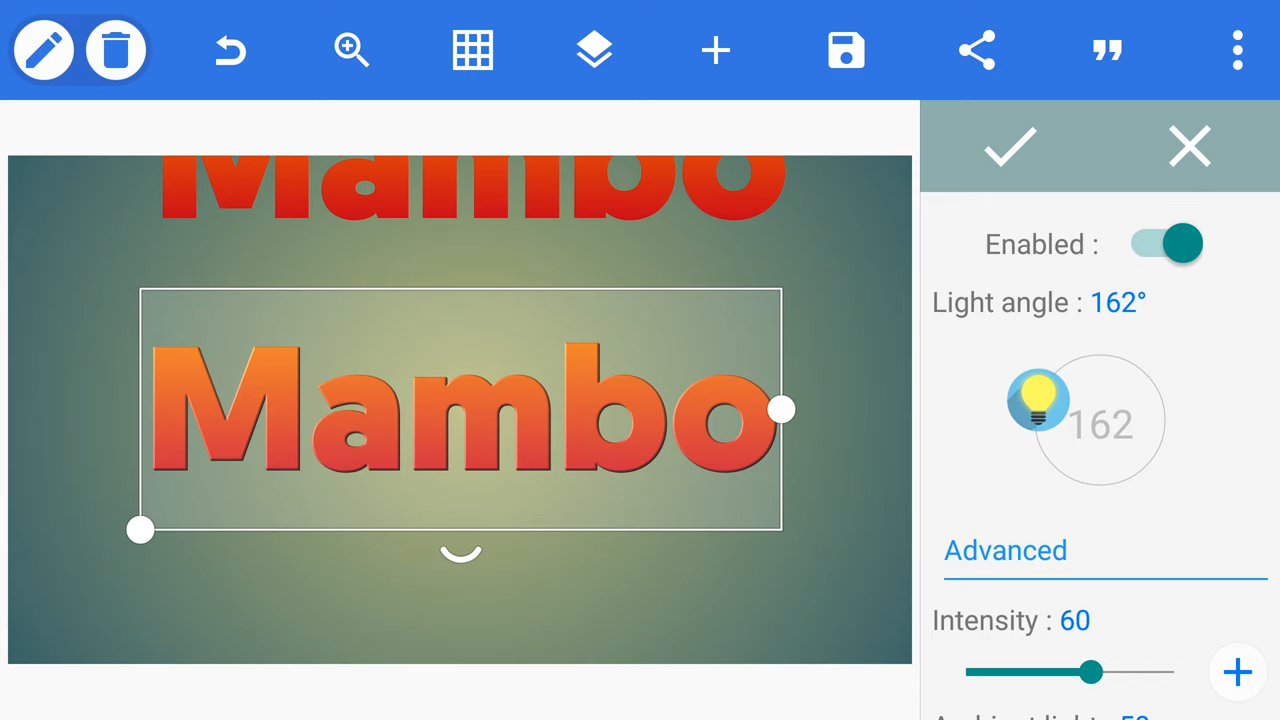 Mambo
Mambo
Enabled :
Light angle : 162°
162
Advanced
Intensity : 60